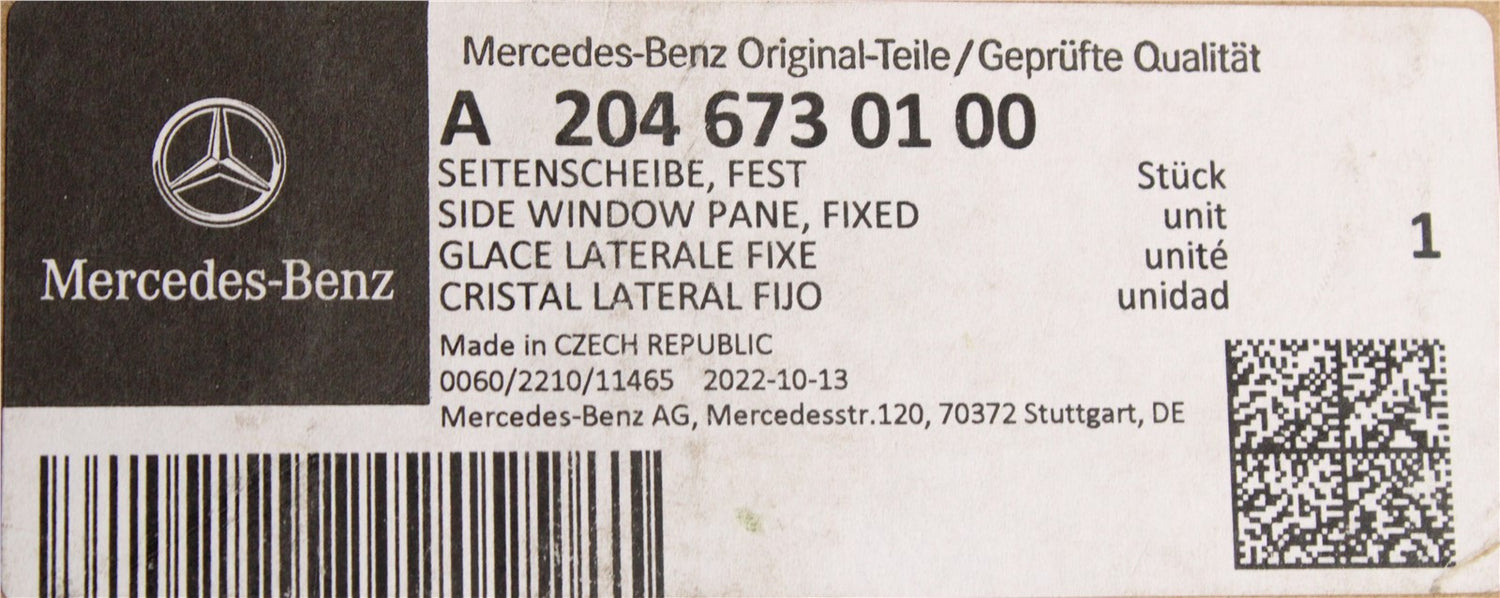 Mercedes-Benz Original-Teile/Geprüfte Qualität
A 204 673 01 00
SEITENSCHEIBE, FEST Stück
SIDE WINDOW PANE, FIXED unit
GLACE LATERALE FIXE unité
CRISTAL LATERAL FIJO unidad
1
Mercedes-Benz
Made in CZECH REPUBLIC
0060/2210/11465 2022-10-13
Mercedes-Benz AG, Mercedesstr.120, 70372 Stuttgart, DE